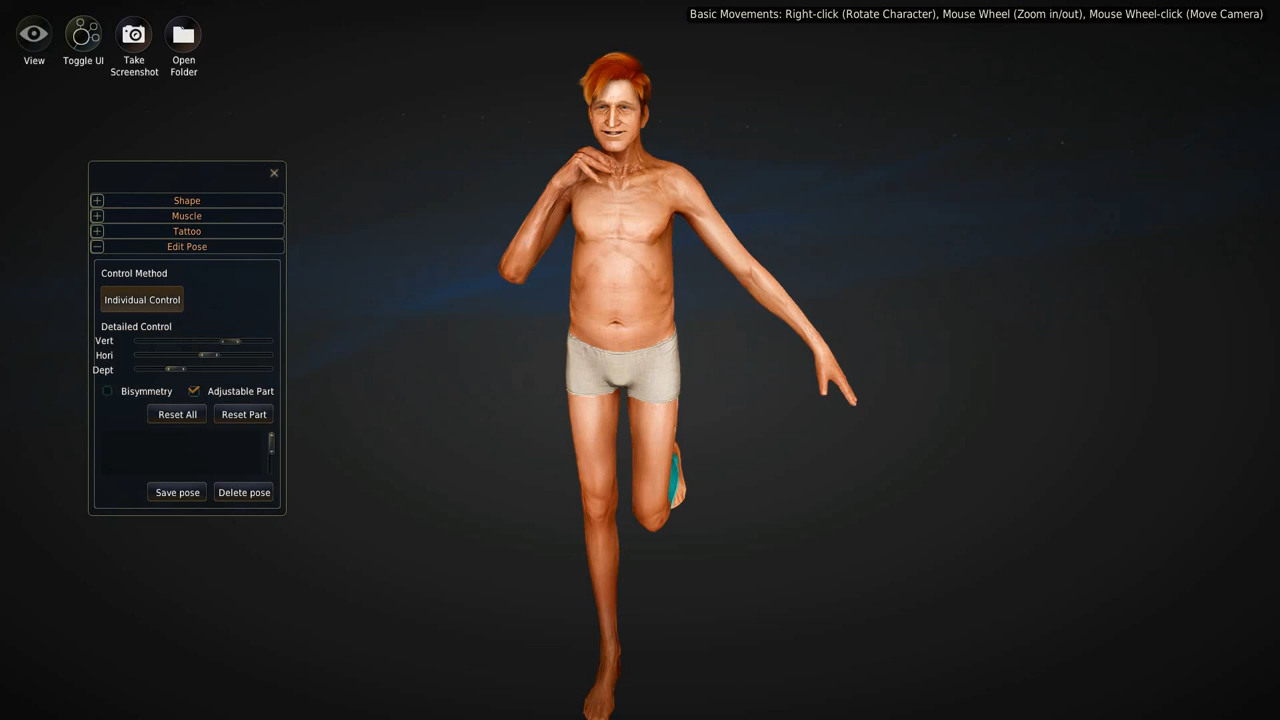 Basic Movements: Right-click (Rotate Character), Mouse Wheel (Zoom in/out), Mouse Wheel-click (Move Camera)
View
Toggle UI
Take Screenshot
Open Folder
Shape
Muscle
Tattoo
Edit Pose
Control Method
Individual Control
Detailed Control
Vert
Hori
Dept
Bisymmetry Adjustable Part
Reset All Reset Part
Save pose Delete pose